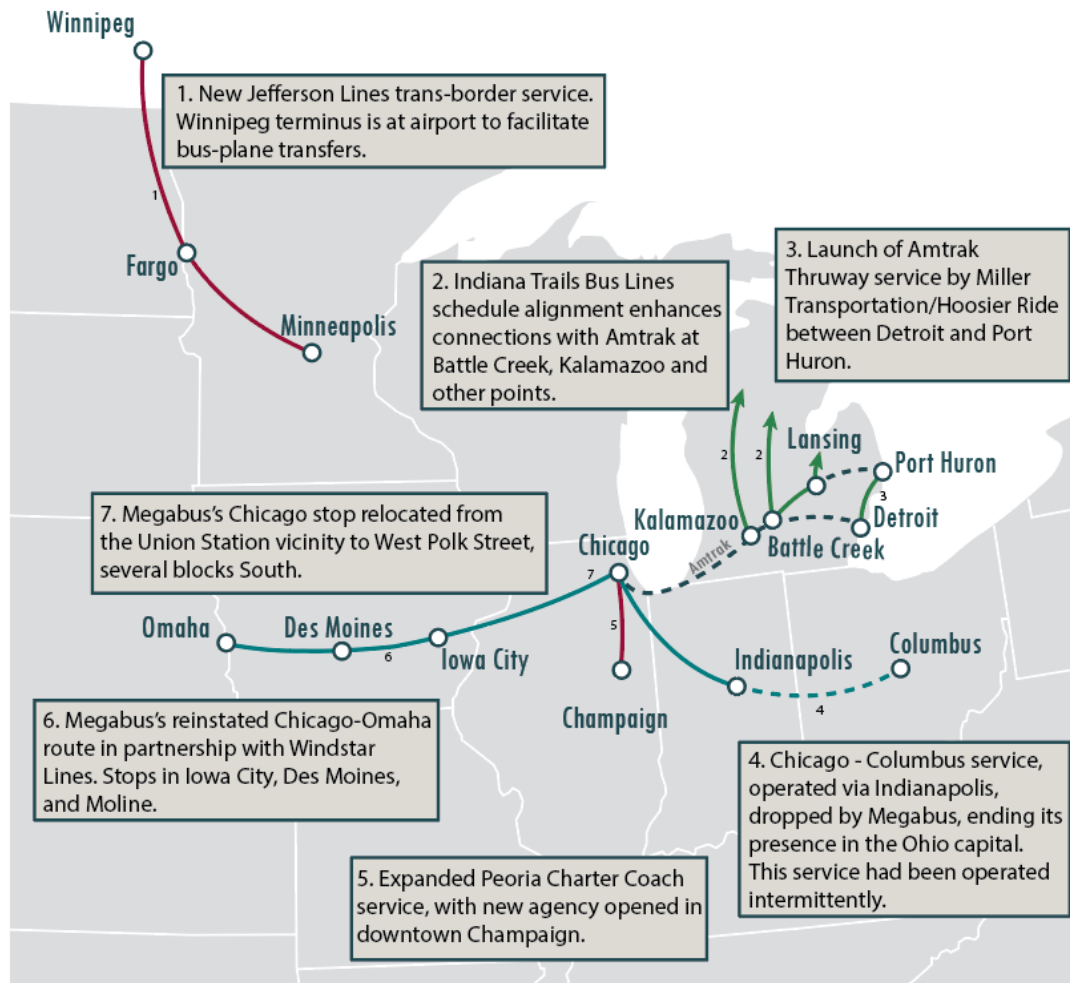 Winnipeg
1. New Jefferson Lines trans-border service.
Winnipeg terminus is at airport to facilitate
bus-plane transfers.
1
Fargo
Minneapolis
2. Indiana Trails Bus Lines
schedule alignment enhances
connections with Amtrak at
Battle Creek, Kalamazoo and
other points.
3. Launch of Amtrak
Thruway service by Miller
Transportation/Hoosier Ride
between Detroit and Port
Huron.
2
2
Lansing
Port Huron
3
Kalamazoo
Detroit
Battle Creek
Amtrak
7. Megabus's Chicago stop relocated from
the Union Station vicinity to West Polk Street,
several blocks South.
Chicago
7
5
Omaha
Des Moines
6
Iowa City
Champaign
Indianapolis
Columbus
4
6. Megabus's reinstated Chicago-Omaha
route in partnership with Windstar
Lines. Stops in Iowa City, Des Moines,
and Moline.
4. Chicago - Columbus service,
operated via Indianapolis,
dropped by Megabus, ending its
presence in the Ohio capital.
This service had been operated
intermittently.
5. Expanded Peoria Charter Coach
service, with new agency opened in
downtown Champaign.